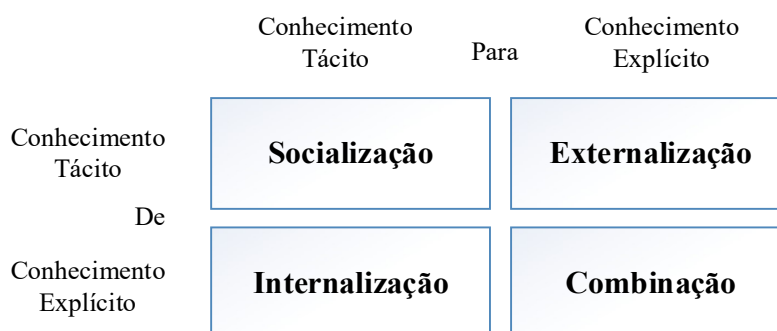 Conhecimento
Tácito
Para
Conhecimento
Explícito
Conhecimento
Tácito
Socialização
Externalização
De
Conhecimento
Explícito
Internalização
Combinação